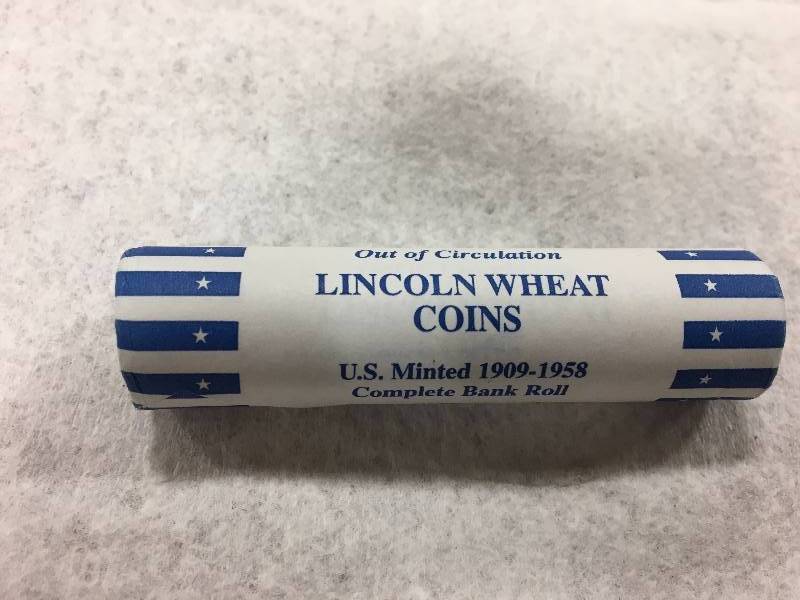 Out of Circulation
LINCOLN WHEAT
COINS
U.S. Minted 1909-1958
Complete Bank Roll